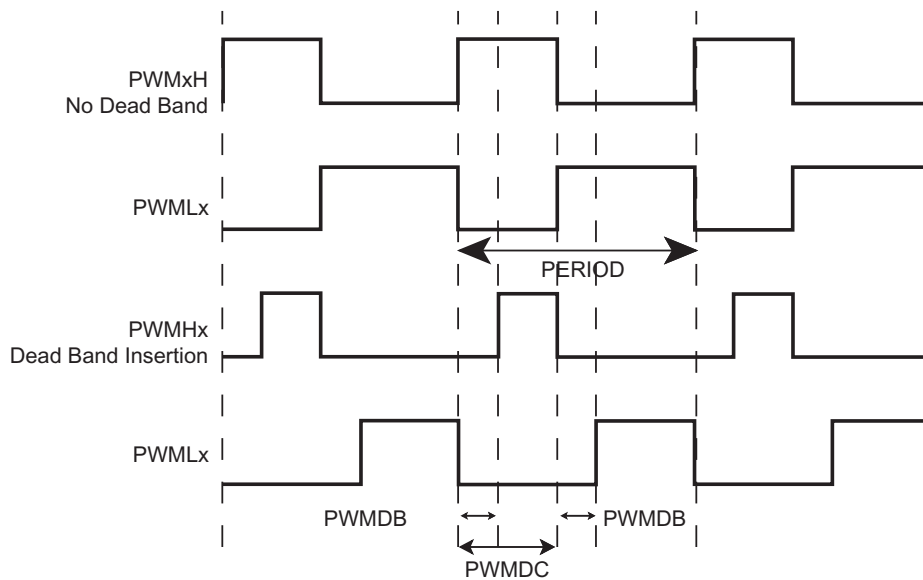 PWMxH
No Dead Band
PWMLx
PERIOD
PWMHx
Dead Band Insertion
PWMLx
PWMDB
PWMDB
PWMDC